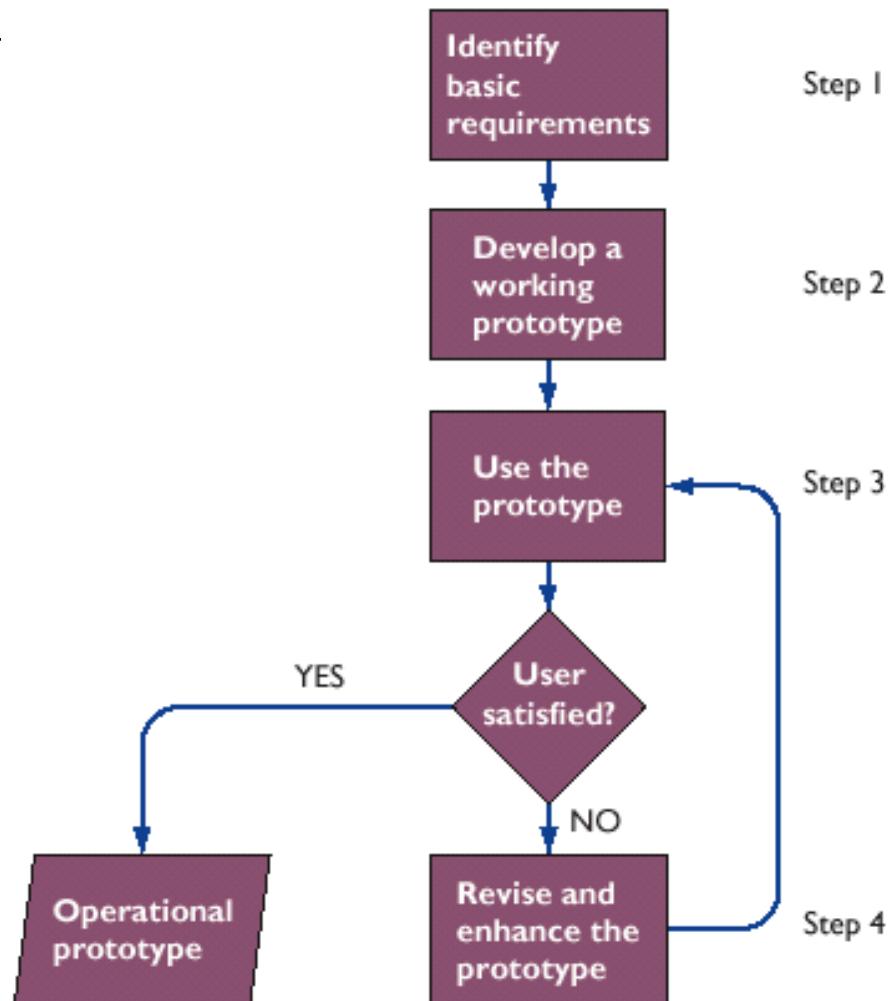 Identify
basic
requirements
Step 1
Develop a
working
prototype
Step 2
Use the
prototype
Step 3
User
satisfied?
YES
NO
Operational
prototype
Revise and
enhance the
prototype
Step 4